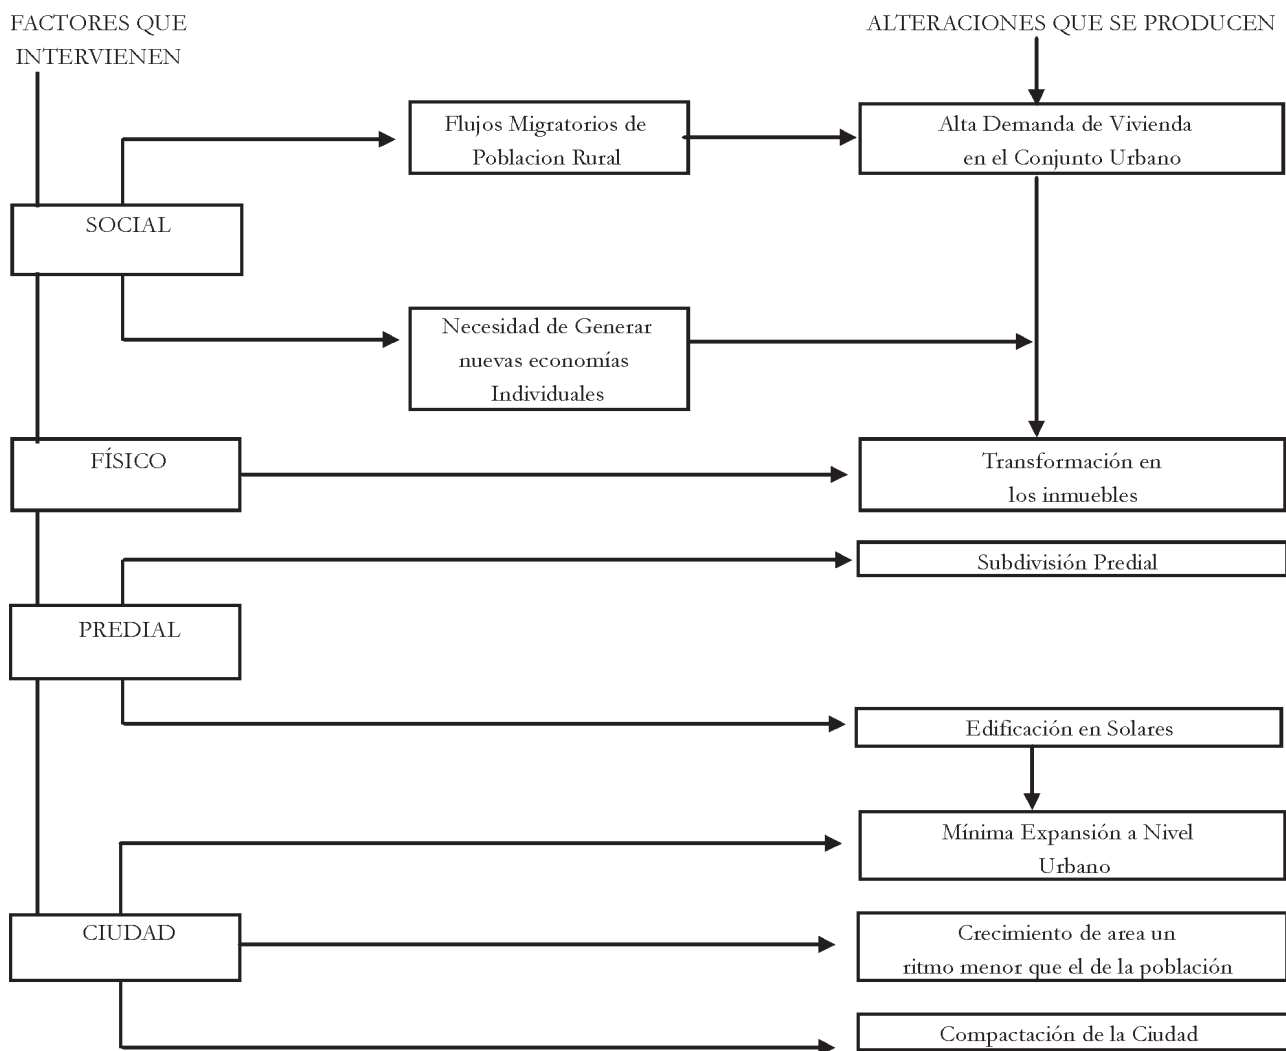 FACTORES QUE
INTERVIENEN
ALTERACIONES QUE SE PRODUCEN
Flujos Migratorios de
Poblacion Rural
Alta Demanda de Vivienda
en el Conjunto Urbano
SOCIAL
Necesidad de Generar
nuevas economías
Individuales
FÍSICO
Transformación en
los inmuebles
Subdivisión Predial
PREDIAL
Edificación en Solares
Mínima Expansión a Nivel
Urbano
CIUDAD
Crecimiento de area un
ritmo menor que el de la población
Compactación de la Ciudad